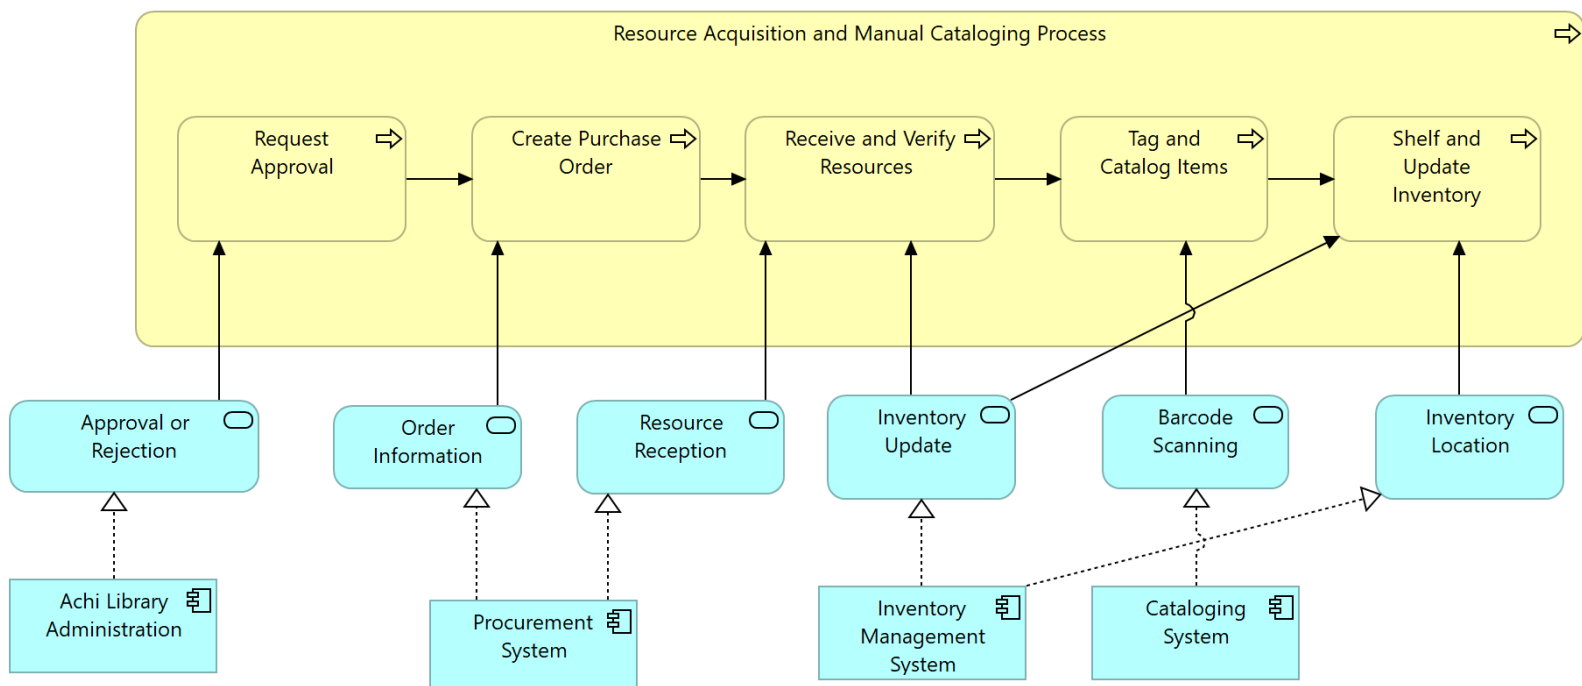 Resource Acquisition and Manual Cataloging Process
Request
Approval
Create Purchase
Order
Receive and Verify
Resources
Tag and
Catalog Items
Shelf and
Update
Inventory
Approval or
Rejection
Order
Information
Resource
Reception
Inventory
Update
Barcode
Scanning
Inventory
Location
Achi Library
Administration
Procurement
System
Inventory
Management
System
Cataloging
System